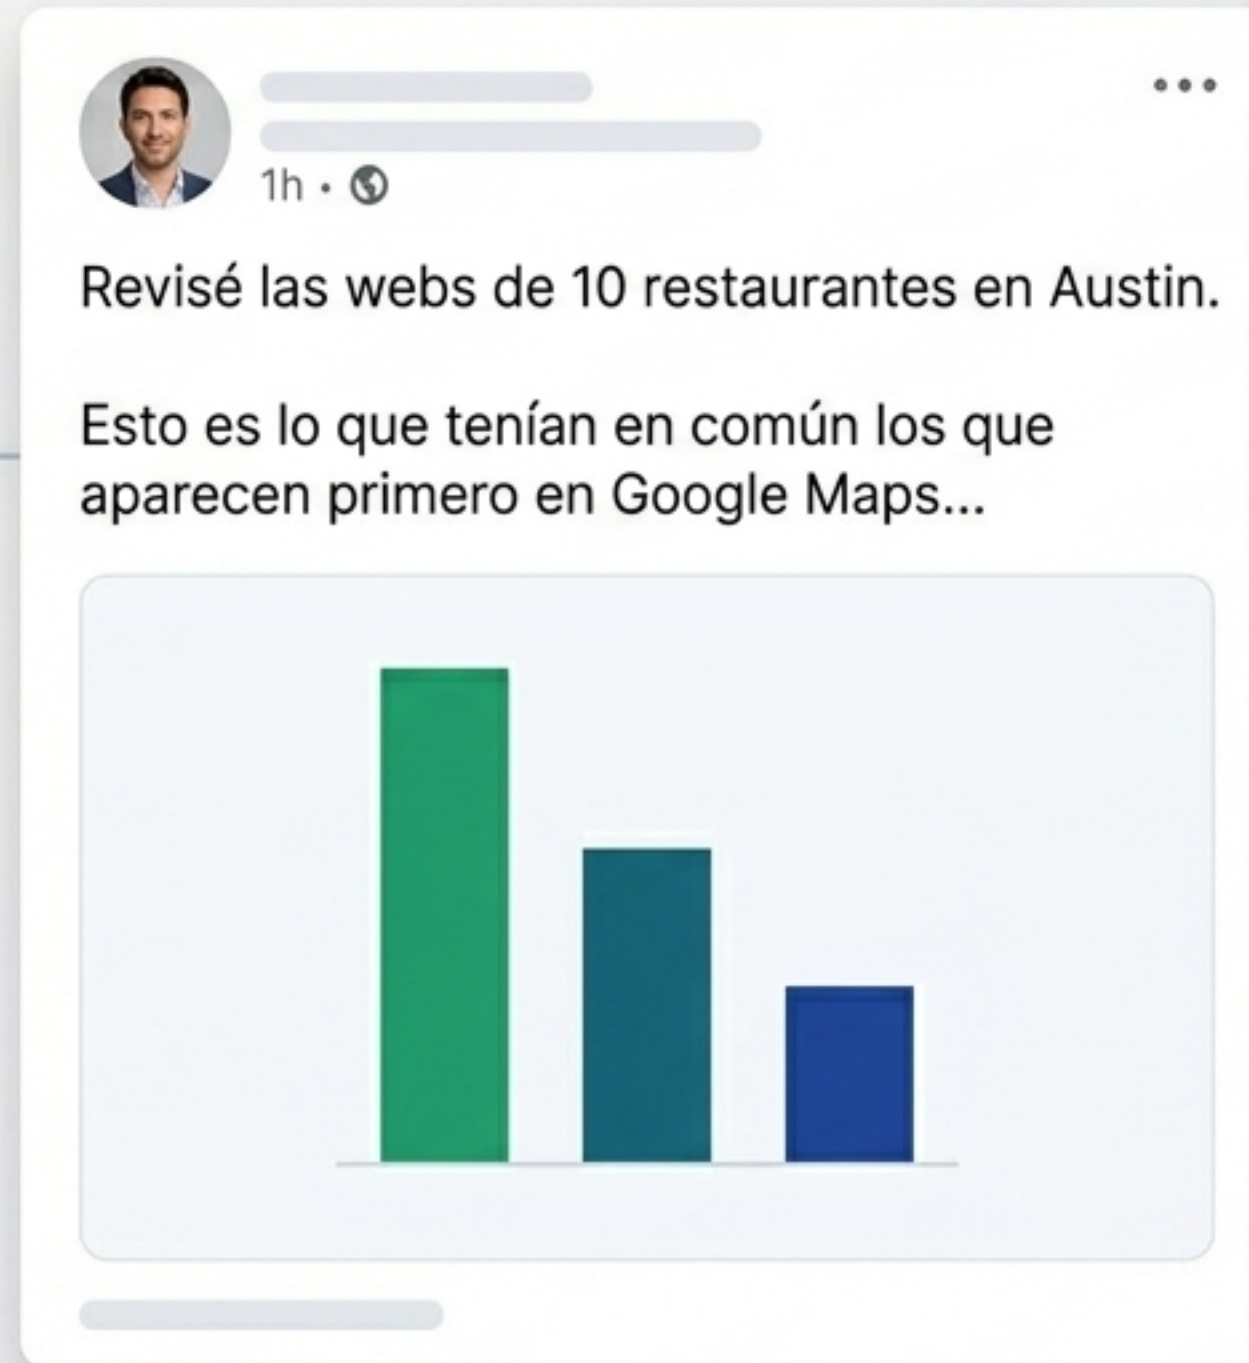 1h •
Revisé las webs de 10 restaurantes en Austin.
Esto es lo que tenían en común los que
aparecen primero en Google Maps...